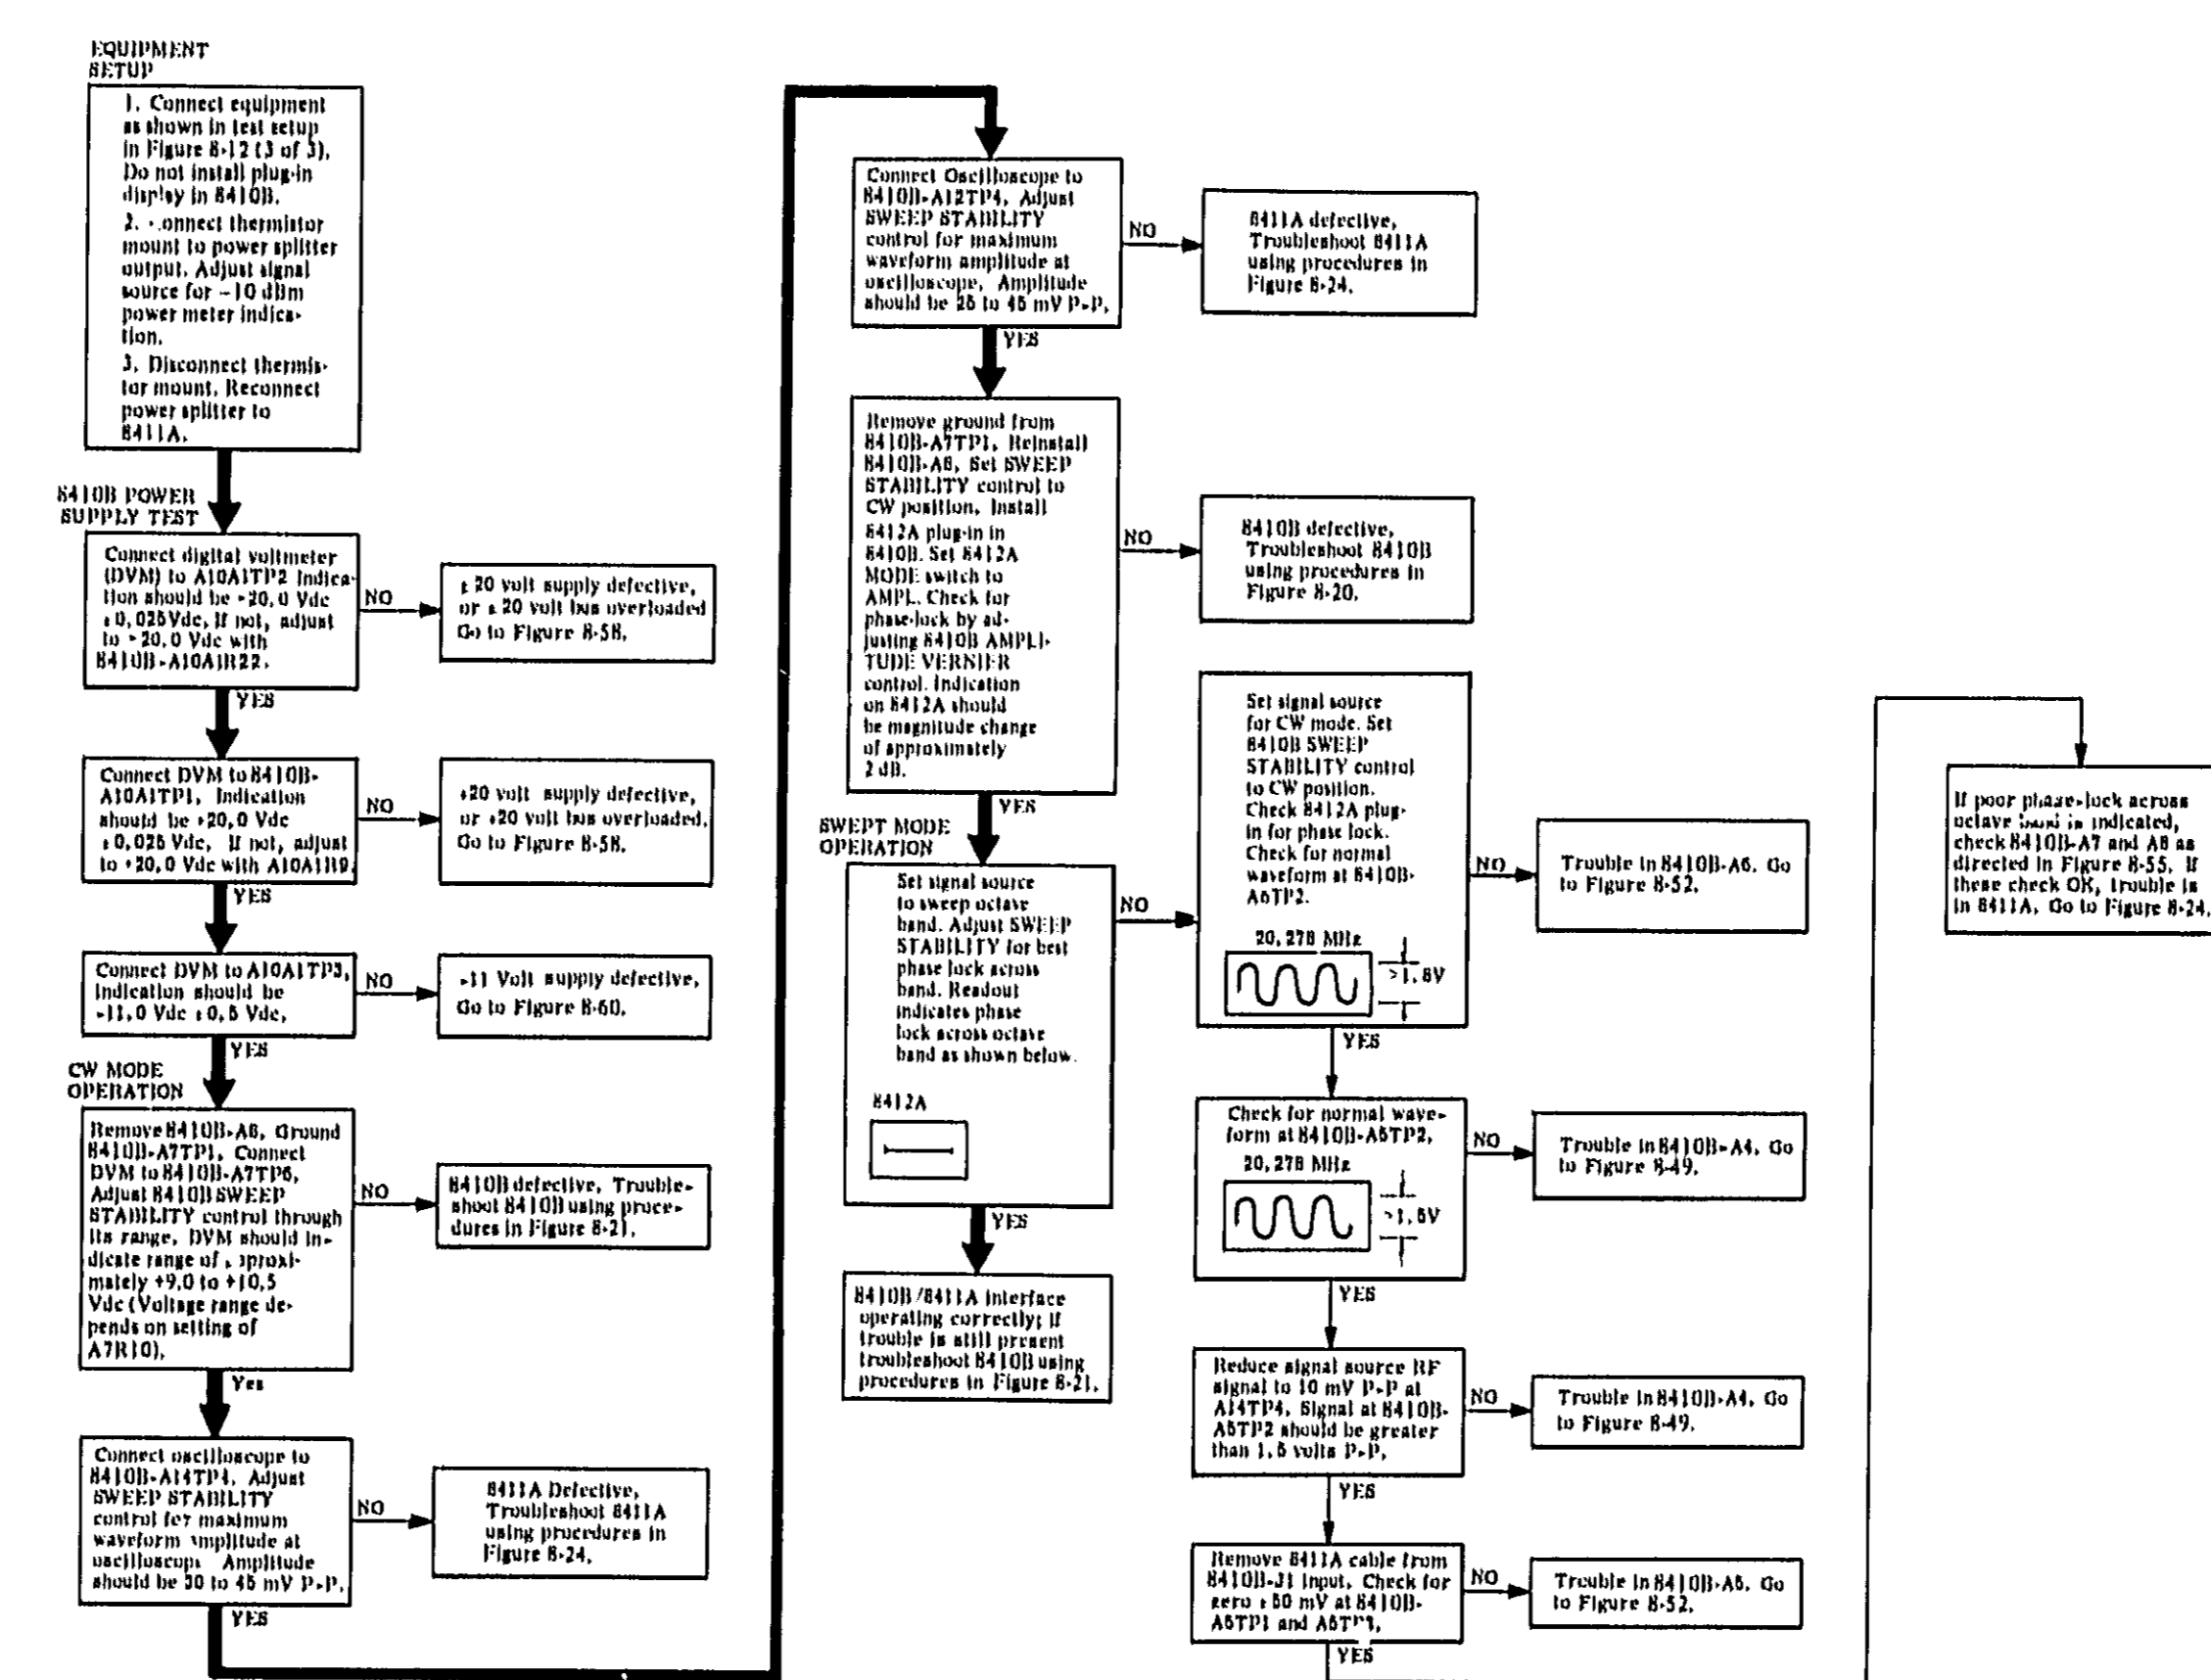 EQUIPMENT
SETUP
1. Connect equipment
as shown in test setup
in Figure 8-12 (3 of 3).
Do not install plug-in
display in 8410B.
2. onnect thermistor
mount to power splitter
output. Adjust signal
source for -10 dBm
power meter indica-
tion.
3. Disconnect thermis-
tor mount. Reconnect
power splitter to
8411A.
8410B POWER
SUPPLY TEST
Connect digital voltmeter
(DVM) to A10A1TP2 Indica-
tion should be -20.0 Vdc
±0.025Vdc. If not, adjust
to -20.0 Vdc with
8410B-A10A1R22.
NO
20 volt supply defective,
or 20 volt bus overloaded
Go to Figure 8-58.
YES
Connect DVM to 8410B-
A10A1TP1. Indication
should be +20.0 Vdc
±0.025 Vdc. If not, adjust
to +20.0 Vdc with A10A1R9.
NO
+20 volt supply defective,
or +20 volt bus overloaded.
Go to Figure 8-58.
YES
Connect DVM to A10A1TP3.
Indication should be
-11.0 Vdc ±0.5 Vdc.
NO
-11 Volt supply defective,
Go to Figure 8-60.
YES
CW MODE
OPERATION
Remove 8410B-A8. Ground
8410B-A7TP1. Connect
DVM to 8410B-A7TP5.
Adjust 8410B SWEEP
STABILITY control through
its range. DVM should in-
dicate range of
mately +9.0 to +10.5
Vdc (Voltage range de-
pends on setting of
A7R10).
NO
8410B defective. Trouble-
shoot 8410B using proce-
dures in Figure 8-21.
Yes
Connect oscilloscope to
8410B-A14TP4. Adjust
SWEEP STABILITY
control for maximum
waveform amplitude at
oscilloscop Amplitude
should be 30 to 45 mV P-P.
NO
8411A Defective,
Troubleshoot 8411A
using procedures in
Figure 8-24.
YES
Connect Oscilloscope to
8410B-A12TP4. Adjust
SWEEP STABILITY
control for maximum
waveform amplitude at
oscilloscope. Amplitude
should be 25 to 45 mV P-P.
NO
8411A defective,
Troubleshoot 8411A
using procedures in
Figure 8-24.
YES
Remove ground from
8410B-A7TP1. Reinstall
8410B-A8. Set SWEEP
STABILITY control to
CW position. Install
8412A plug-in in
8410B. Set 8412A
MODE switch to
AMPL. Check for
phase-lock by ad-
justing 8410B AMPLI-
TUDE VERNIER
control. Indication
on 8412A should
be magnitude change
of approximately
2 dB.
NO
8410B defective,
Troubleshoot 8410B
using procedures in
Figure 8-20.
YES
SWEPT MODE
OPERATION
Set signal source
to sweep octave
band. Adjust SWEEP
STABILITY for best
phase lock across
band. Readout
indicates phase
lock across octave
band as shown below.
8412A
NO
YES
8410B/8411A interface
operating correctly; if
trouble is still present
troubleshoot 8410B using
procedures in Figure 8-21.
Set signal source
for CW mode. Set
8410B SWEEP
STABILITY control
to CW position.
Check 8412A plug-
in for phase lock.
Check for normal
waveform at 8410B-
A5TP2.
20.278 MHz
>1.8V
NO
Trouble in 8410B-A6. Go
to Figure 8-52.
YES
Check for normal wave-
form at 8410B-A5TP2.
20.278 MHz
>1.5V
NO
Trouble in 8410B-A4. Go
to Figure 8-49.
YES
Reduce signal source RF
signal to 10 mV P-P at
A14TP4. Signal at 8410B-
A5TP2 should be greater
than 1.5 volts P-P.
NO
Trouble in 8410B-A4. Go
to Figure 8-49.
YES
Remove 8411A cable from
8410B-J1 input. Check for
zero ±50 mV at 8410B-
A5TP1 and
NO
Trouble in 8410B-A5. Go
to Figure 8-52.
YES
If poor phase-lock across
octave band is indicated,
check 8410B-A7 and A8 as
directed in Figure 8-55. If
these check OK, trouble is
in 8411A. Go to Figure 8-24.